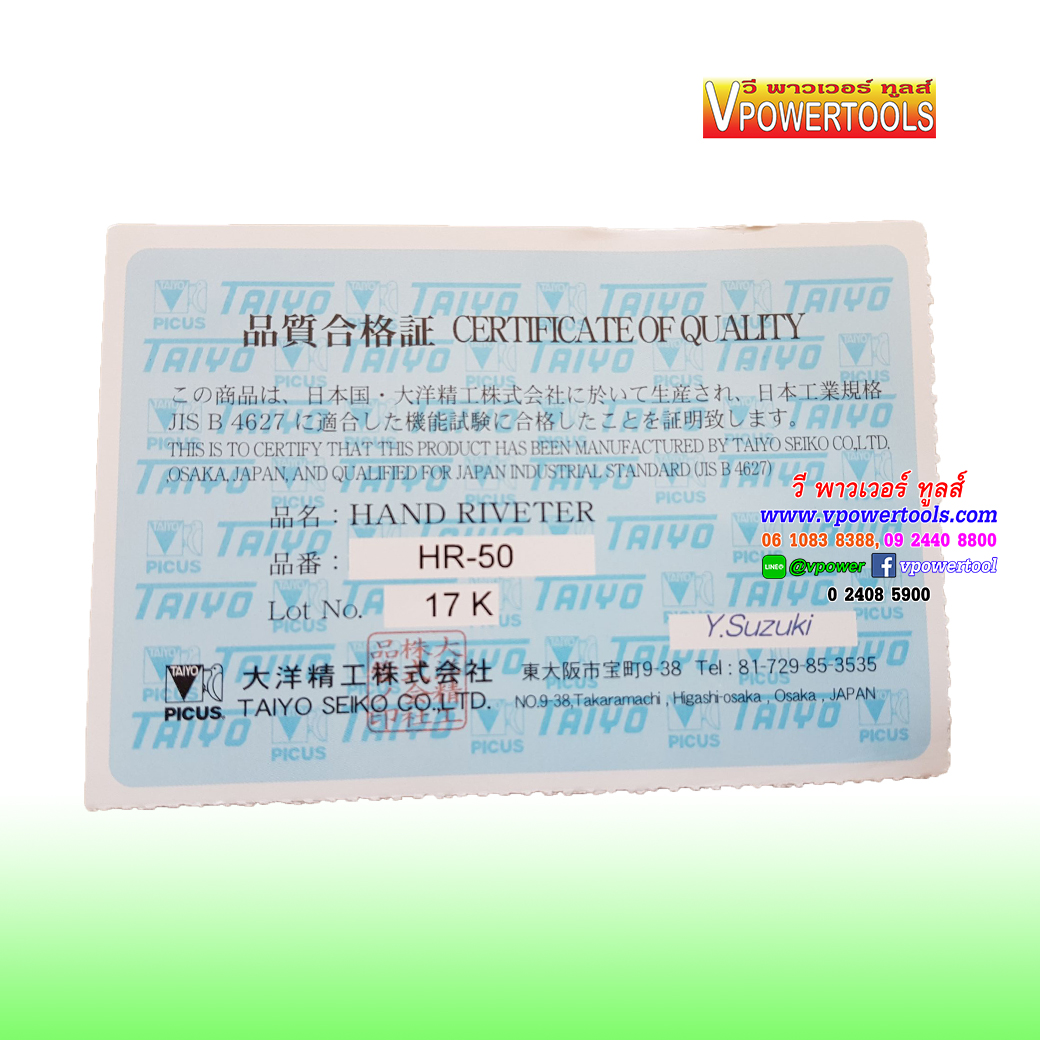 วี พาวเวอร์ ทูลส์
VPOWERTOOLS
品質合格証 CERTIFICATE OF QUALITY
この商品は、日本国・大洋精工株式会社に於いて生産され、日本工業規格
JIS B 4627 に適合した機能試験に合格したことを証明致します。
THIS IS TO CERTIFY THAT THIS PRODUCT HAS BEEN MANUFACTURED BY TAIYO SEIKO CO,LTD.
,OSAKA, JAPAN, AND QUALIFIED FOR JAPAN INDUSTRIAL STANDARD (JIS B 4627)
วี พาวเวอร์ ทูลส์
www.vpowertools.com
06 1083 8388, 09 2440 8800
LINE @vpower f vpowertool
0 2408 5900
品名 : HAND RIVETER
品番 : HR-50
Lot No. 17 K
Y.Suzuki
TAIYO PICUS
大洋精工株式会社 東大阪市宝町9-38 Tel : 81-729-85-3535
TAIYO SEIKO CO.,LTD. NO.9-38,Takaramachi , Higashi-osaka , Osaka , JAPAN